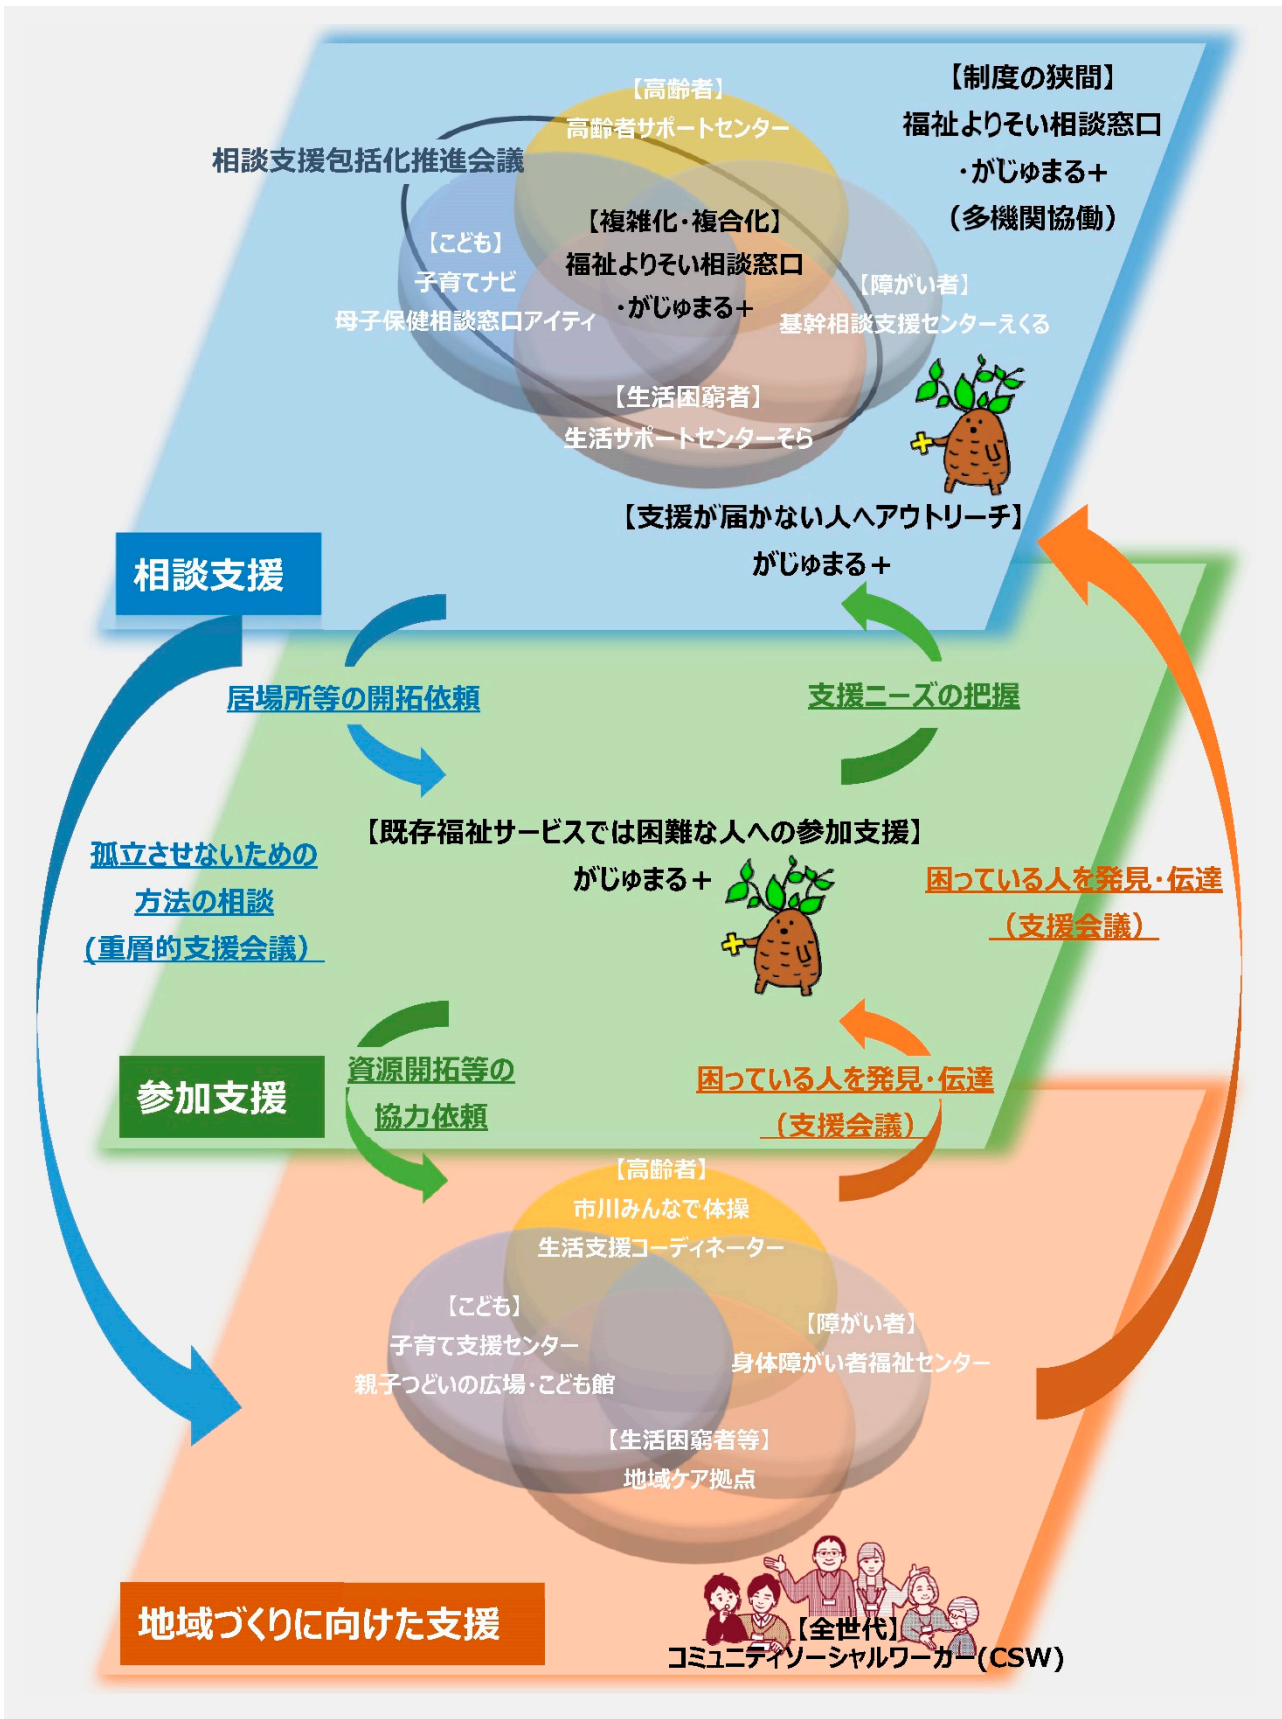 【制度の狭間】
福祉よりそい相談窓口
・がじゅまる＋
（多機関協働）
【高齢者】
高齢者サポートセンター
相談支援包括化推進会議
【複雑化・複合化】
福祉よりそい相談窓口
・がじゅまる＋
【こども】
子育てナビ
母子保健相談窓口アイティ
【障がい者】
基幹相談支援センターえくる
【生活困窮者】
生活サポートセンターそら
【支援が届かない人へアウトリーチ】
がじゅまる＋
相談支援
居場所等の開拓依頼
支援ニーズの把握
【既存福祉サービスでは困難な人への参加支援】
がじゅまる＋
孤立させないための
方法の相談
(重層的支援会議）
困っている人を発見・伝達
（支援会議）
参加支援
資源開拓等の
協力依頼
困っている人を発見・伝達
（支援会議）
【高齢者】
市川みんなで体操
生活支援コーディネーター
【こども】
子育て支援センター
親子つどいの広場・こども館
【障がい者】
身体障がい者福祉センター
【生活困窮者等】
地域ケア拠点
地域づくりに向けた支援
【全世代】
コミュニティソーシャルワーカー(CSW)